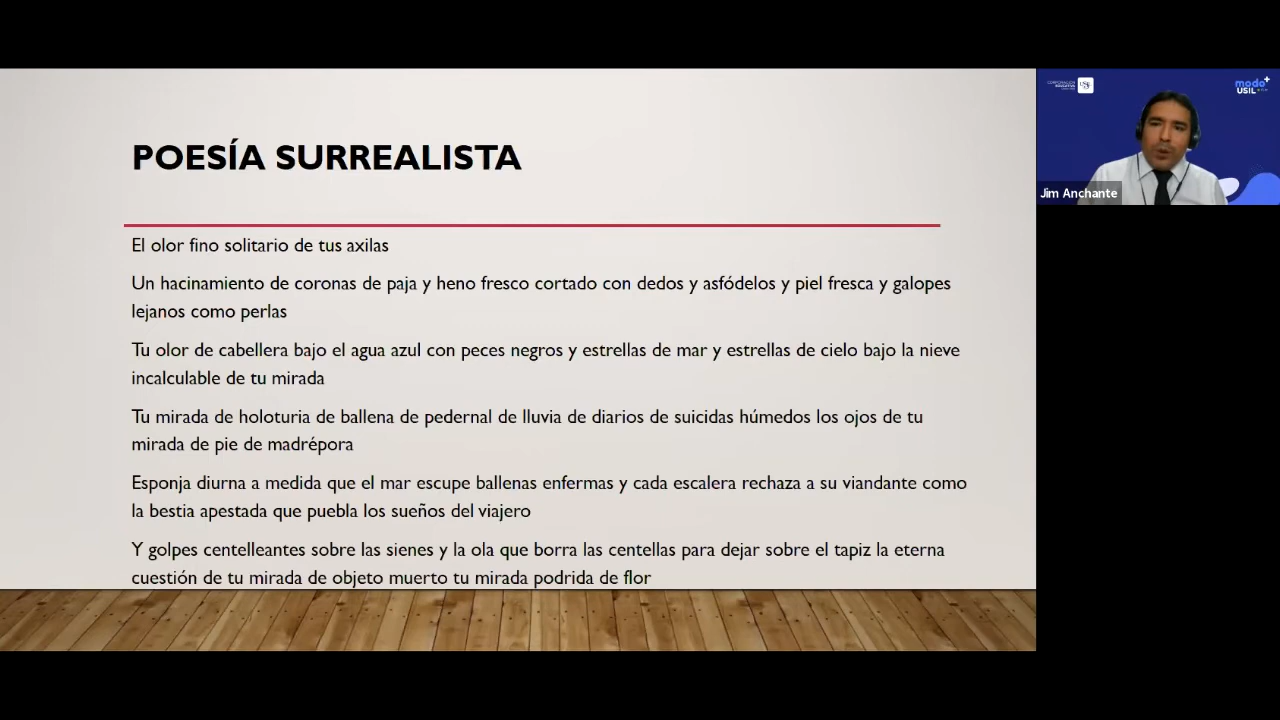 POESÍA SURREALISTA
El olor fino solitario de tus axilas
Un hacinamiento de coronas de paja y heno fresco cortado con dedos y asfódelos y piel fresca y galopes
lejanos como perlas
Tu olor de cabellera bajo el agua azul con peces negros y estrellas de mar y estrellas de cielo bajo la nieve
incalculable de tu mirada
Tu mirada de holoturia de ballena de pedernal de lluvia de diarios de suicidas húmedos los ojos de tu
mirada de pie de madrépora
Esponja diurna a medida que el mar escupe ballenas enfermas y cada escalera rechaza a su viandante como
la bestia apestada que puebla los sueños del viajero
Y golpes centelleantes sobre las sienes y la ola que borra las centellas para dejar sobre el tapiz la eterna
cuestión de tu mirada de objeto muerto tu mirada podrida de flor
modo+
USIL
Jim Anchante